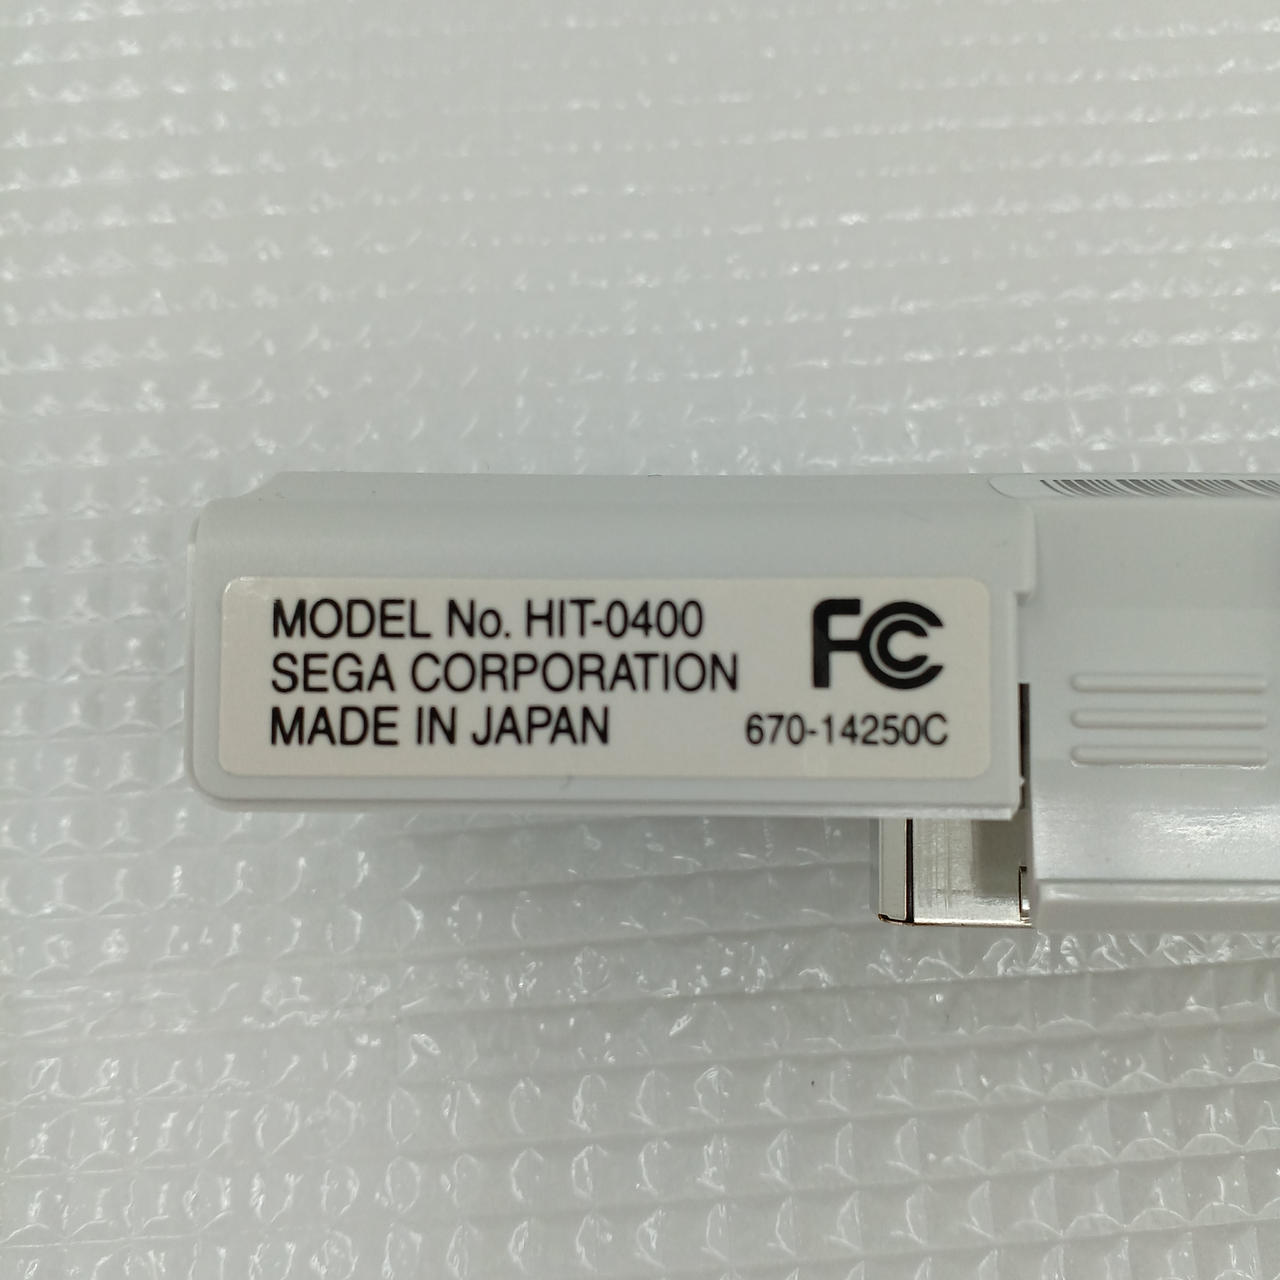 MODEL No. HIT-0400
SEGA CORPORATION
MADE IN JAPAN
FC
670-14250C